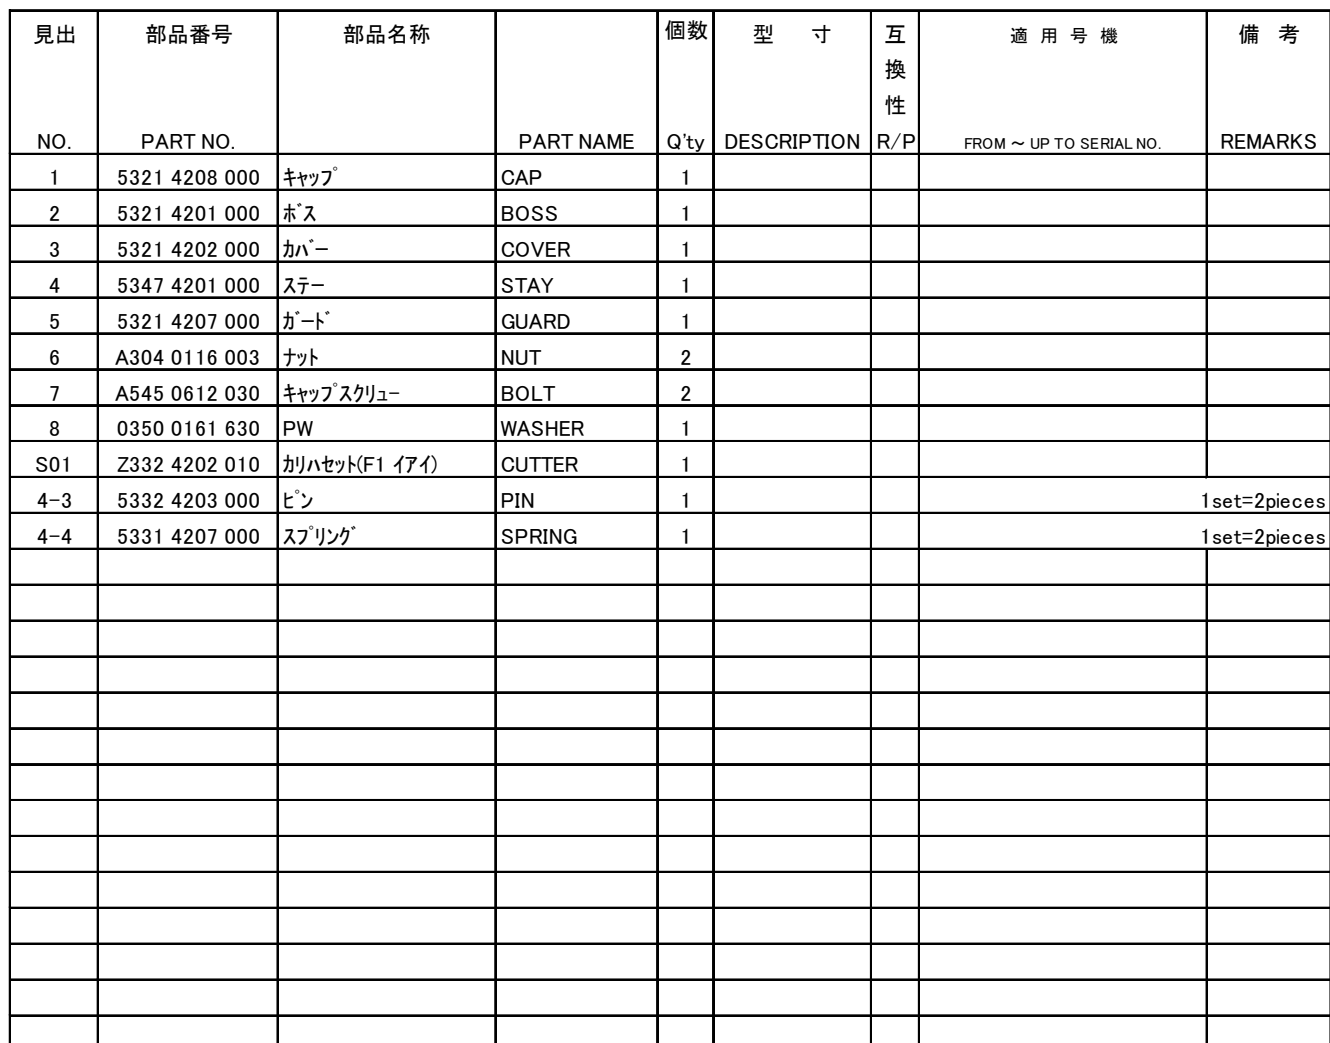 見出 部品番号 部品名称 個数 型 寸 互換性 適用号機 備 考
NO. PART NO. PART NAME Q'ty DESCRIPTION R/P FROM ～ UP TO SERIAL NO. REMARKS
1 5321 4208 000 ｷｬｯﾌﾟ CAP 1
2 5321 4201 000 ﾎﾞｽ BOSS 1
3 5321 4202 000 ｶﾊﾞｰ COVER 1
4 5347 4201 000 ｽﾃｰ STAY 1
5 5321 4207 000 ｶﾞｰﾄﾞ GUARD 1
6 A304 0116 003 ﾅｯﾄ NUT 2
7 A545 0612 030 ｷｬｯﾌﾟｽｸﾘｭｰ BOLT 2
8 0350 0161 630 PW WASHER 1
S01 Z332 4202 010 ｶﾘﾊｾｯﾄ(F1 ｲｱｲ) CUTTER 1
4-3 5332 4203 000 ﾋﾟﾝ PIN 1 1set=2pieces
4-4 5331 4207 000 ｽﾌﾟﾘﾝｸﾞ SPRING 1 1set=2pieces